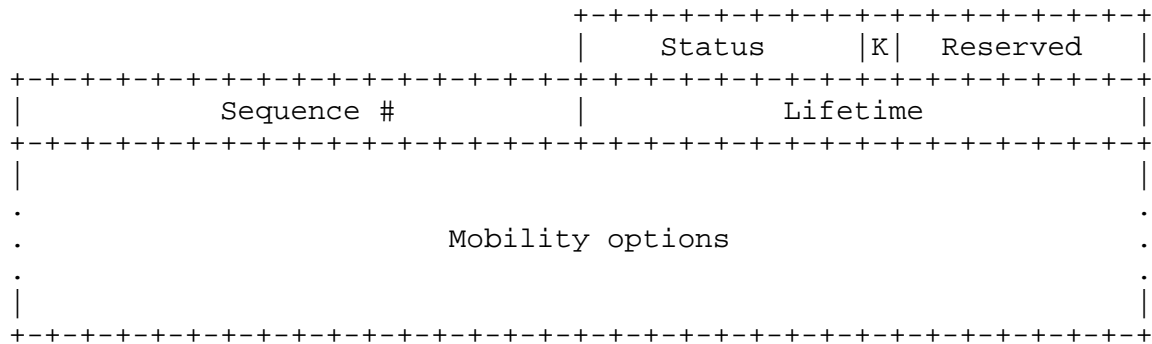 +-+-+-+-+-+-+-+-+-+-+-+-+-+-+-+-+
                                |    Status     |K|  Reserved   |
+-+-+-+-+-+-+-+-+-+-+-+-+-+-+-+-+-+-+-+-+-+-+-+-+-+-+-+-+-+-+-+-+
|           Sequence #          |           Lifetime            |
+-+-+-+-+-+-+-+-+-+-+-+-+-+-+-+-+-+-+-+-+-+-+-+-+-+-+-+-+-+-+-+-+
|                                                               |
.                                                               .
.                        Mobility options                       .
.                                                               .
|                                                               |
+-+-+-+-+-+-+-+-+-+-+-+-+-+-+-+-+-+-+-+-+-+-+-+-+-+-+-+-+-+-+-+-+